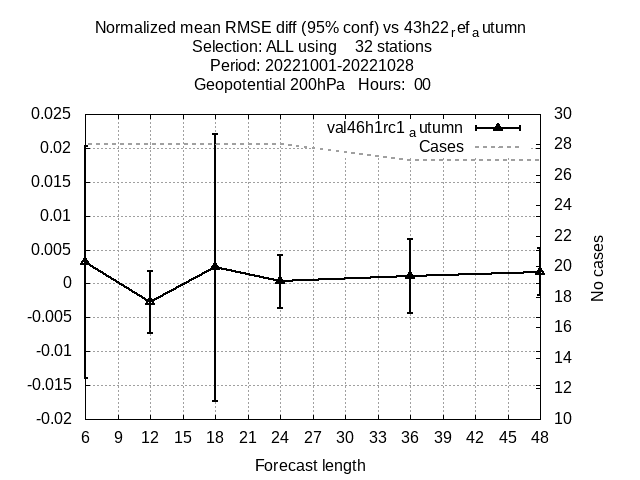 Normalized mean RMSE diff (95% conf) vs 43h22refautumn
Selection: ALL using 32 stations
Period: 20221001-20221028
Geopotential 200hPa Hours: 00
val46h1rc1autumn
Cases
0.025
0.02
0.015
0.01
0.005
0
-0.005
-0.01
-0.015
-0.02
30
28
26
24
22
20
18
16
14
12
10
No cases
6 9 12 15 18 21 24 27 30 33 36 39 42 45 48
Forecast length